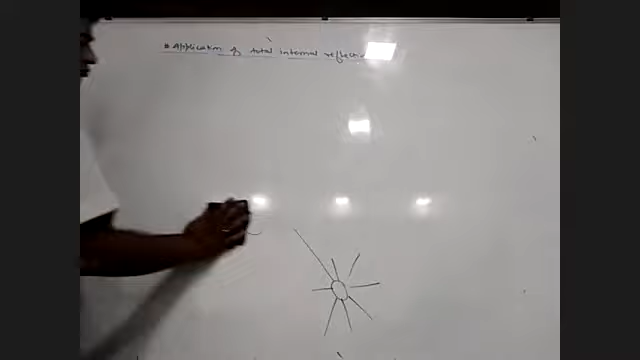 * Application of total internal reflection